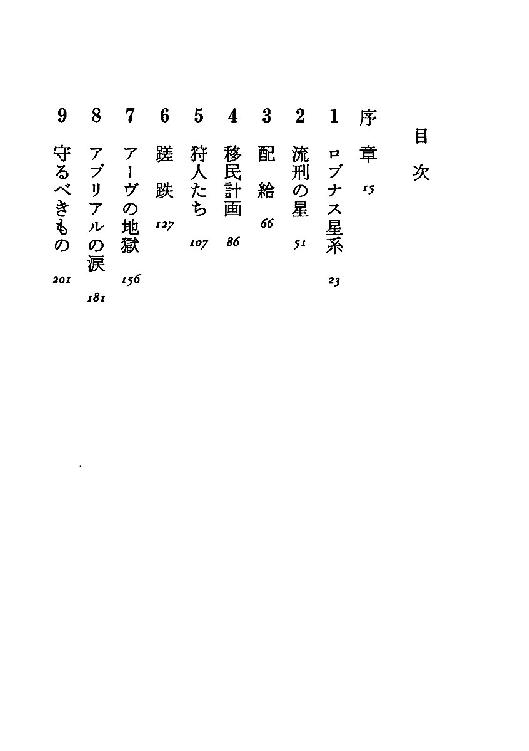 目次
序章 15
1 ロブナス星系 23
2 流刑の星 51
3 配給 66
4 移民計画 86
5 狩人たち 107
6 蹉跌 127
7 アーヴの地獄 156
8 アブリアルの涙 181
9 守るべきもの 201